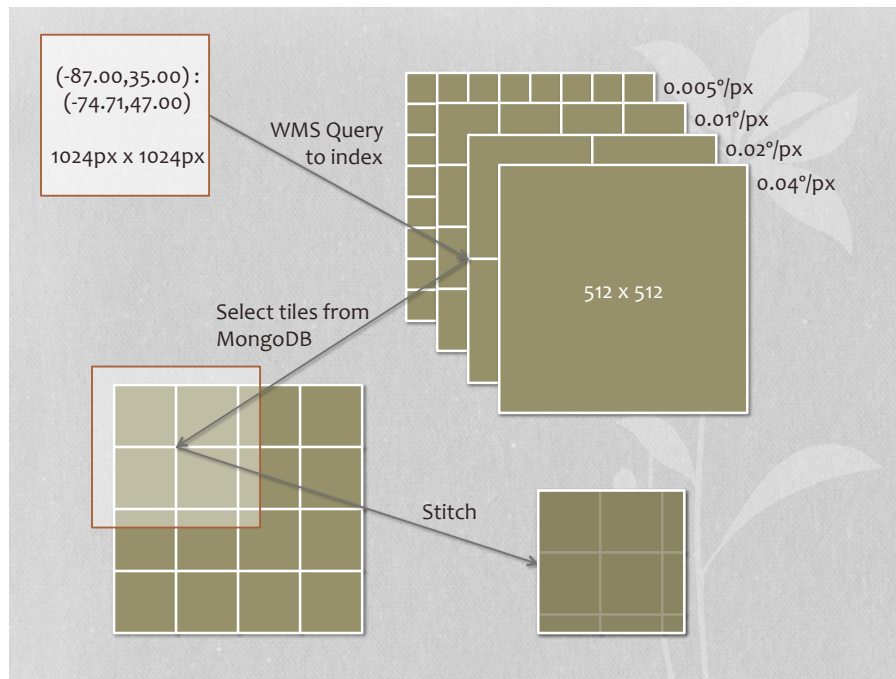 (-87.00,35.00) :
(-74.71,47.00)
1024px x 1024px
WMS Query
to index
0.005°/px
0.01°/px
0.02°/px
0.04°/px
512 x 512
Select tiles from
MongoDB
Stitch